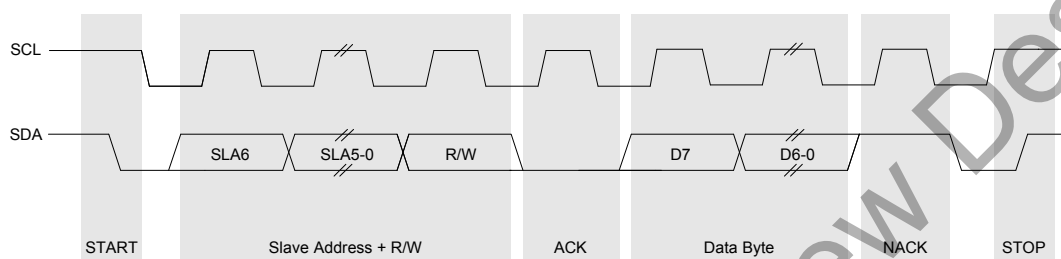 SCL
SDA
SLA6 SLA5-0 R/W D7 D6-0
START Slave Address + R/W ACK Data Byte NACK STOP